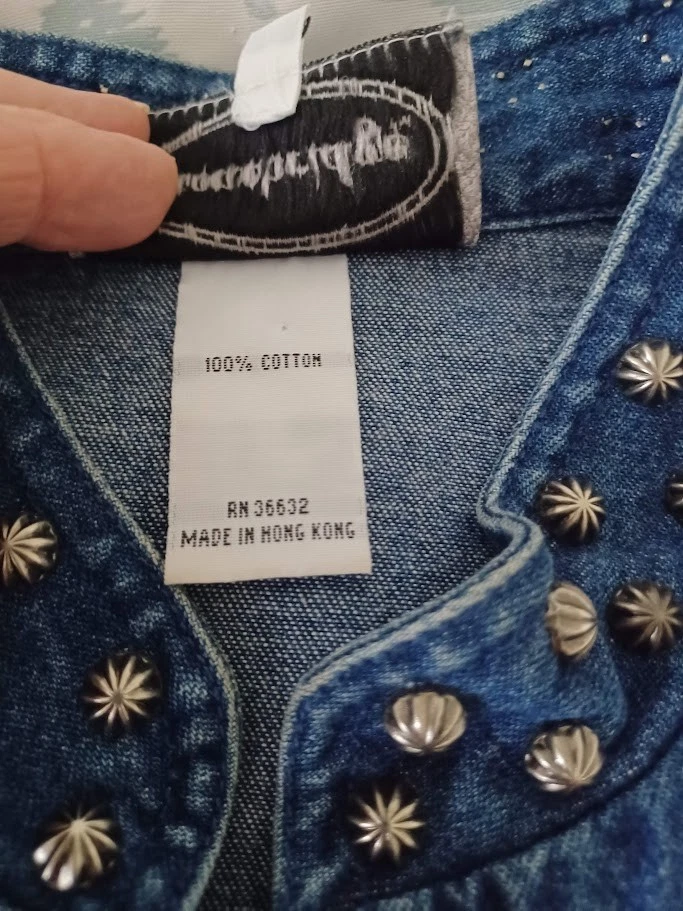 100% COTTON
RN 36632
MADE IN HONG KONG